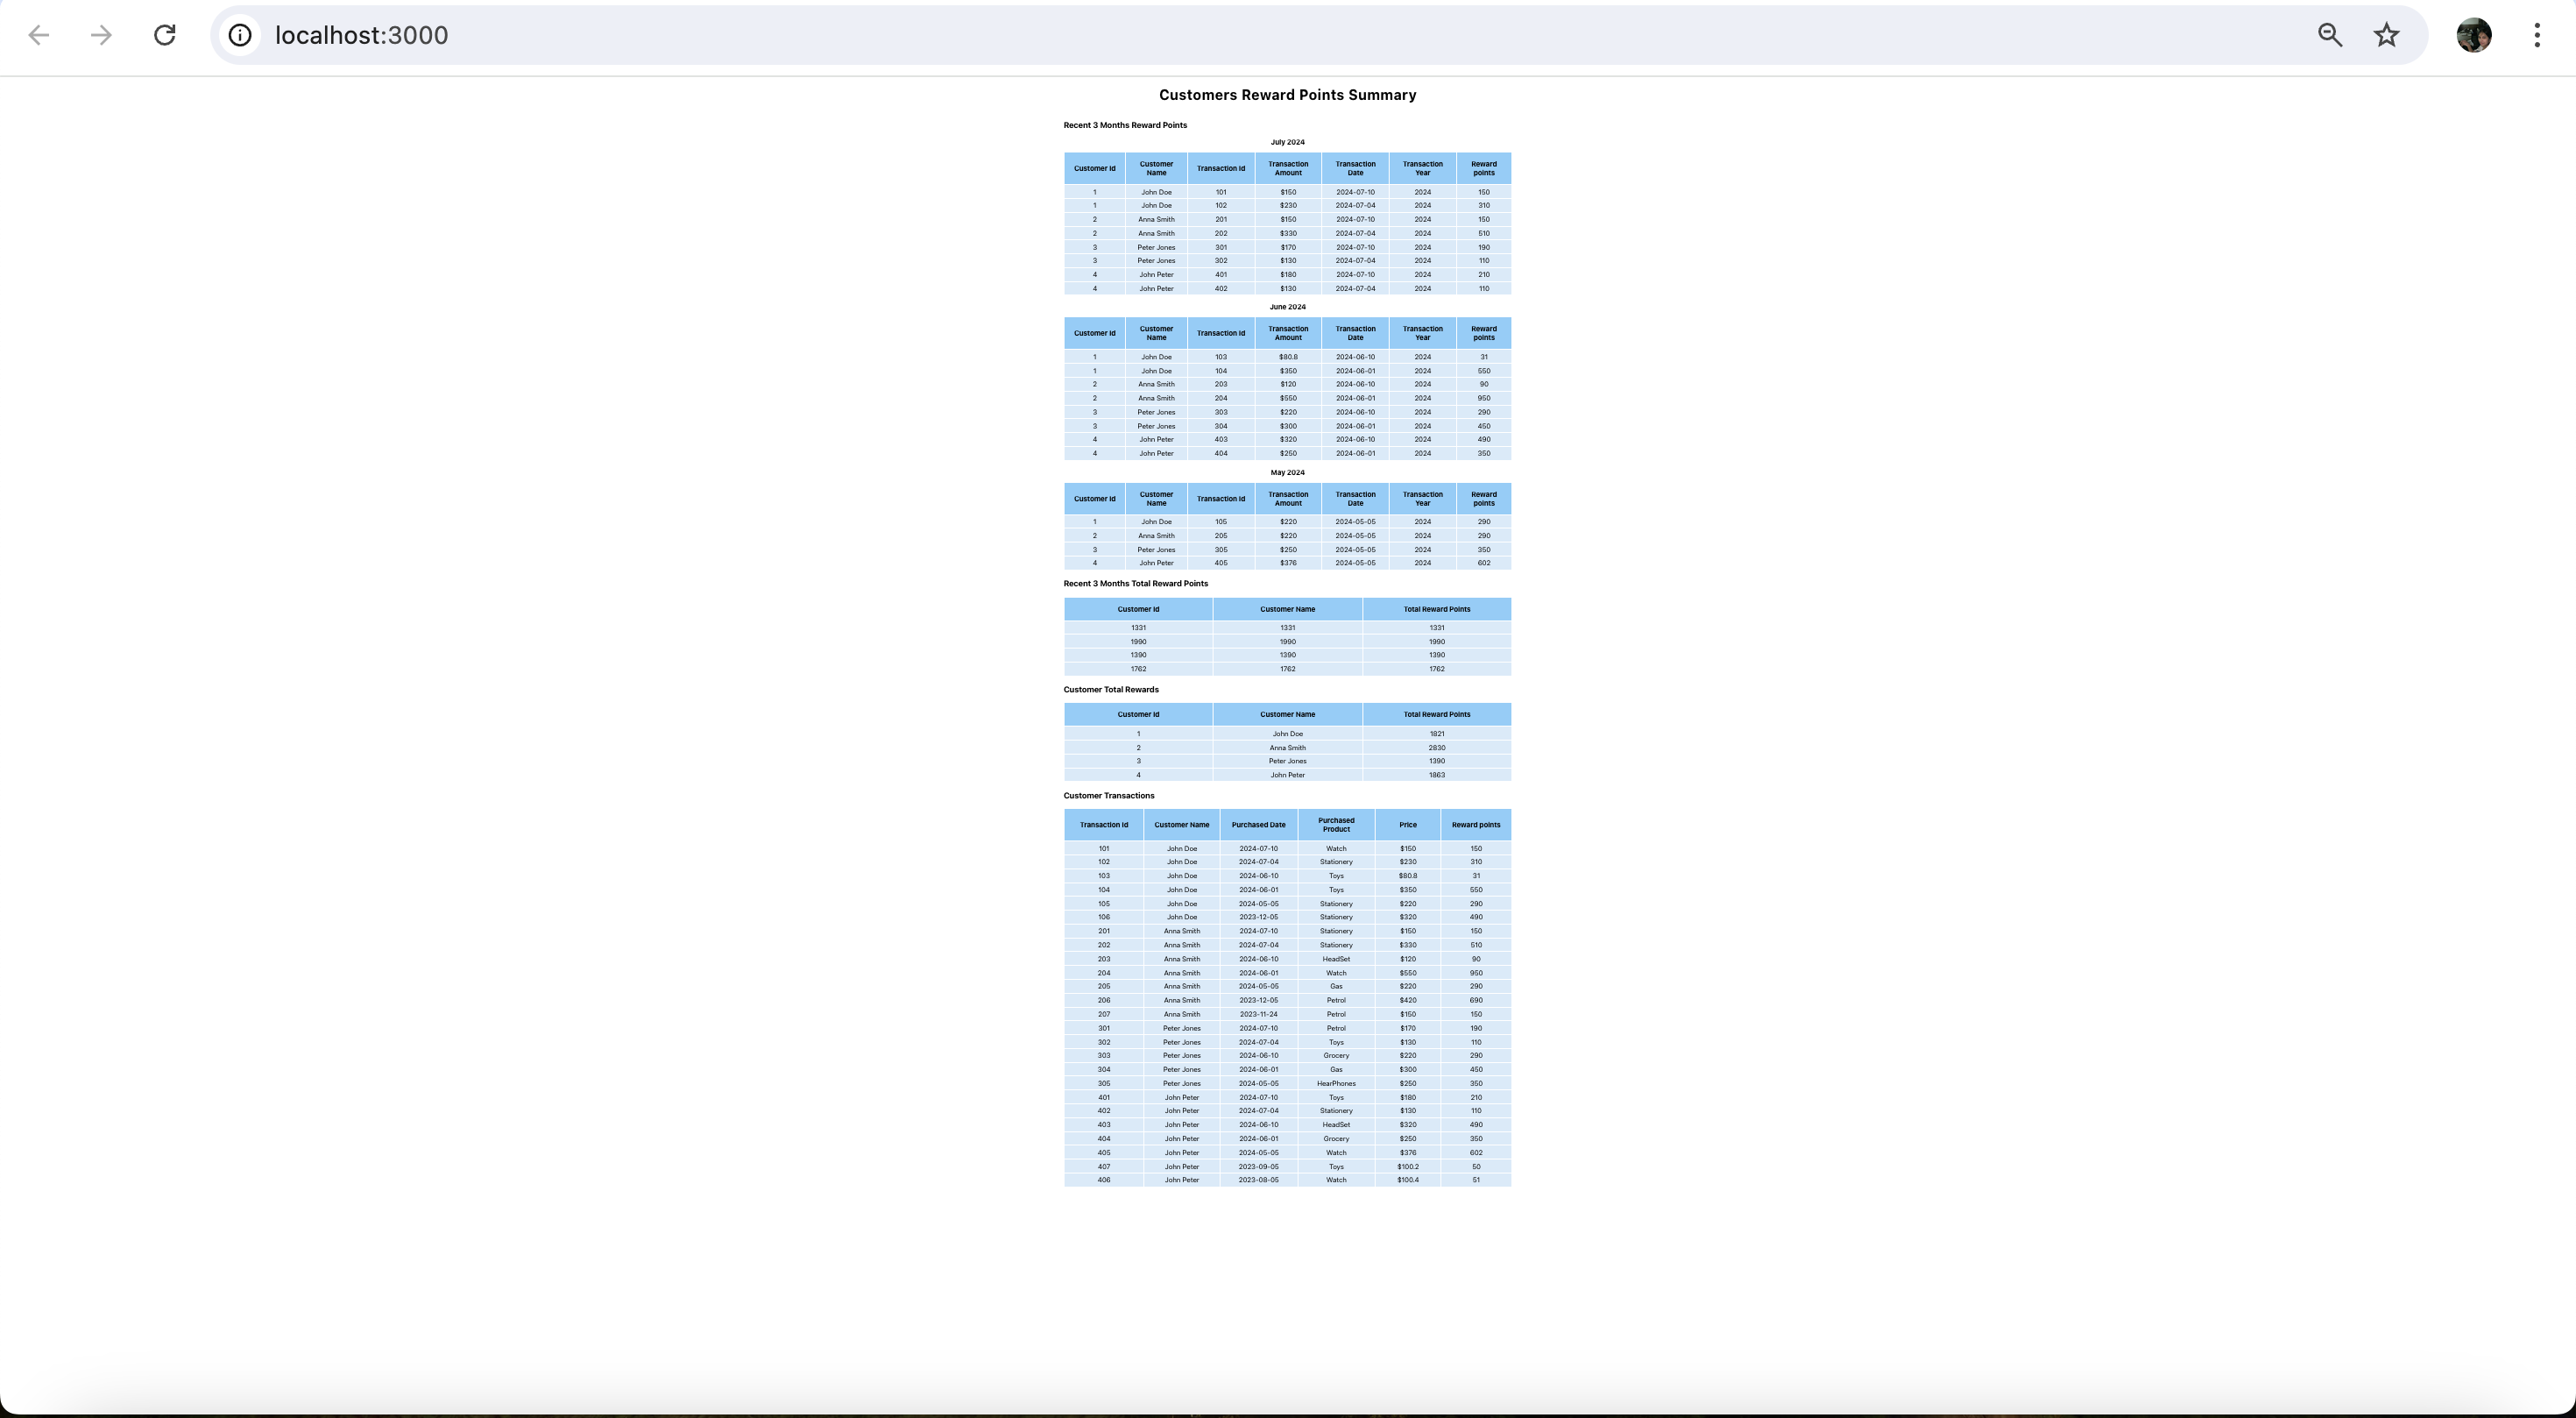 localhost:3000
Customers Reward Points Summary
Recent 3 Months Reward Points
July 2024
Customer Id Customer Name Transaction Id Transaction Amount Transaction Date Transaction Year Reward points
1 John Doe 101 $150 2024-07-10 2024 150
1 John Doe 102 $230 2024-07-04 2024 310
2 Anna Smith 201 $150 2024-07-10 2024 150
2 Anna Smith 202 $330 2024-07-04 2024 510
3 Peter Jones 301 $170 2024-07-10 2024 190
3 Peter Jones 302 $130 2024-07-04 2024 110
4 John Peter 401 $180 2024-07-10 2024 210
4 John Peter 402 $130 2024-07-04 2024 110
June 2024
Customer Id Customer Name Transaction Id Transaction Amount Transaction Date Transaction Year Reward points
1 John Doe 103 $80.8 2024-06-10 2024 31
1 John Doe 104 $350 2024-06-01 2024 550
2 Anna Smith 203 $120 2024-06-10 2024 90
2 Anna Smith 204 $550 2024-06-01 2024 950
3 Peter Jones 303 $220 2024-06-10 2024 290
3 Peter Jones 304 $300 2024-06-01 2024 450
4 John Peter 403 $320 2024-06-10 2024 490
4 John Peter 404 $250 2024-06-01 2024 350
May 2024
Customer Id Customer Name Transaction Id Transaction Amount Transaction Date Transaction Year Reward points
1 John Doe 105 $220 2024-05-05 2024 290
2 Anna Smith 205 $220 2024-05-05 2024 290
3 Peter Jones 305 $250 2024-05-05 2024 350
4 John Peter 405 $376 2024-05-05 2024 602
Recent 3 Months Total Reward Points
Customer Id Customer Name Total Reward Points
1331 1331 1331
1990 1990 1990
1390 1390 1390
1762 1762 1762
Customer Total Rewards
Customer Id Customer Name Total Reward Points
1 John Doe 1821
2 Anna Smith 2830
3 Peter Jones 1390
4 John Peter 1863
Customer Transactions
Transaction Id Customer Name Purchased Date Purchased Product Price Reward points
101 John Doe 2024-07-10 Watch $150 150
102 John Doe 2024-07-04 Stationery $230 310
103 John Doe 2024-06-10 Toys $80.8 31
104 John Doe 2024-06-01 Toys $350 550
105 John Doe 2024-05-05 Stationery $220 290
106 John Doe 2023-12-05 Stationery $320 490
201 Anna Smith 2024-07-10 Stationery $150 150
202 Anna Smith 2024-07-04 Stationery $330 510
203 Anna Smith 2024-06-10 HeadSet $120 90
204 Anna Smith 2024-06-01 Watch $550 950
205 Anna Smith 2024-05-05 Gas $220 290
206 Anna Smith 2023-12-05 Petrol $420 690
207 Anna Smith 2023-11-24 Petrol $150 150
301 Peter Jones 2024-07-10 Petrol $170 190
302 Peter Jones 2024-07-04 Toys $130 110
303 Peter Jones 2024-06-10 Grocery $220 290
304 Peter Jones 2024-06-01 Gas $300 450
305 Peter Jones 2024-05-05 HearPhones $250 350
401 John Peter 2024-07-10 Toys $180 210
402 John Peter 2024-07-04 Stationery $130 110
403 John Peter 2024-06-10 HeadSet $320 490
404 John Peter 2024-06-01 Grocery $250 350
405 John Peter 2024-05-05 Watch $376 602
407 John Peter 2023-09-05 Toys $100.2 50
406 John Peter 2023-08-05 Watch $100.4 51